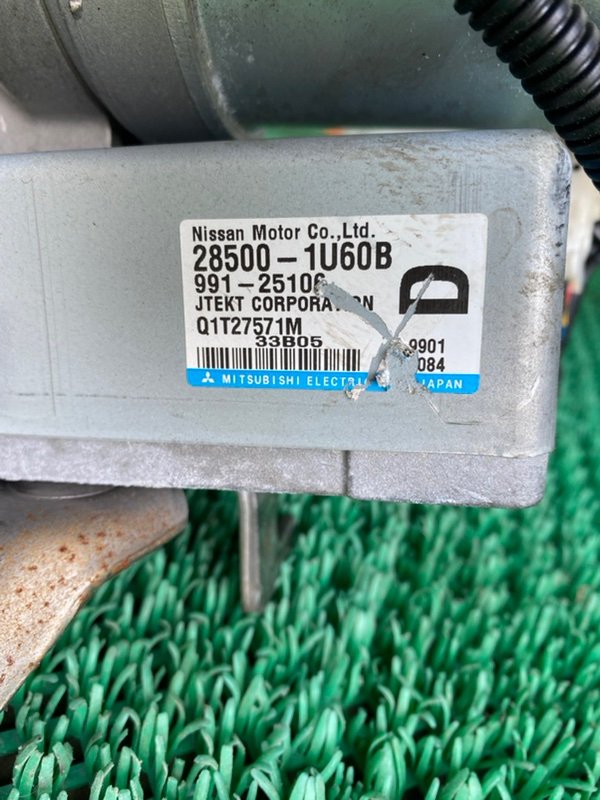 Nissan Motor Co.,Ltd.
28500-1U60B
991-25106
D
JTEKT CORPORATION
Q1T27571M
33B05
9901
084
MITSUBISHI ELECTRIC JAPAN